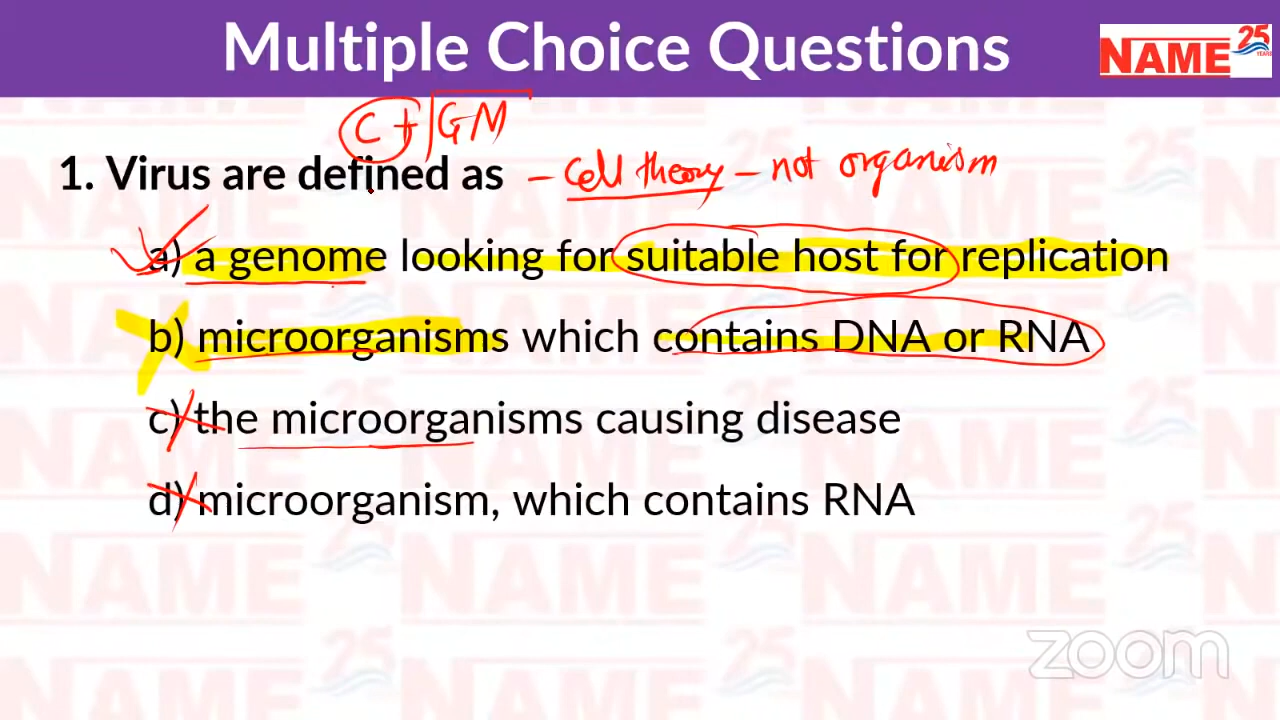 Multiple Choice Questions
NAME 25 YEARS
C + GM
1. Virus are defined as - cell theory - not organism
a) a genome looking for suitable host for replication
b) microorganisms which contains DNA or RNA
c) the microorganisms causing disease
d) microorganism, which contains RNA
zoom